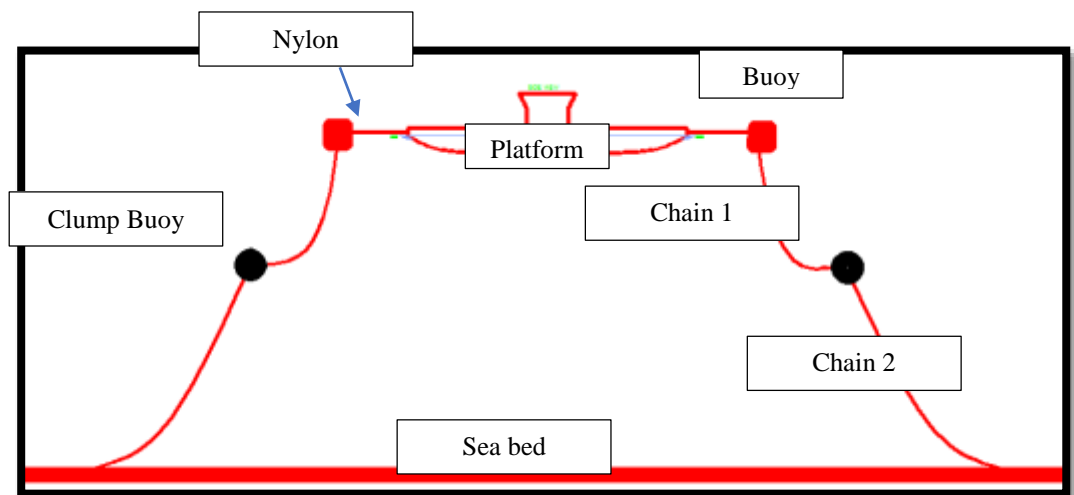 Nylon
Buoy
Platform
Clump Buoy
Chain 1
Chain 2
Sea bed